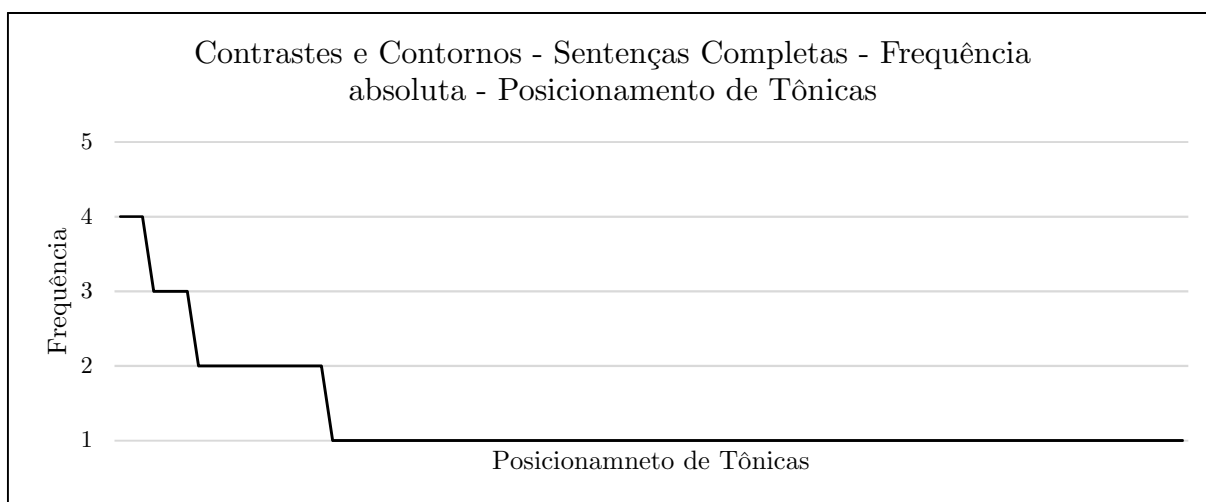 Contrastes e Contornos - Sentenças Completas - Frequência
absoluta - Posicionamento de Tônicas
5
4
3
2
1
Frequência
Posicionamneto de Tônicas